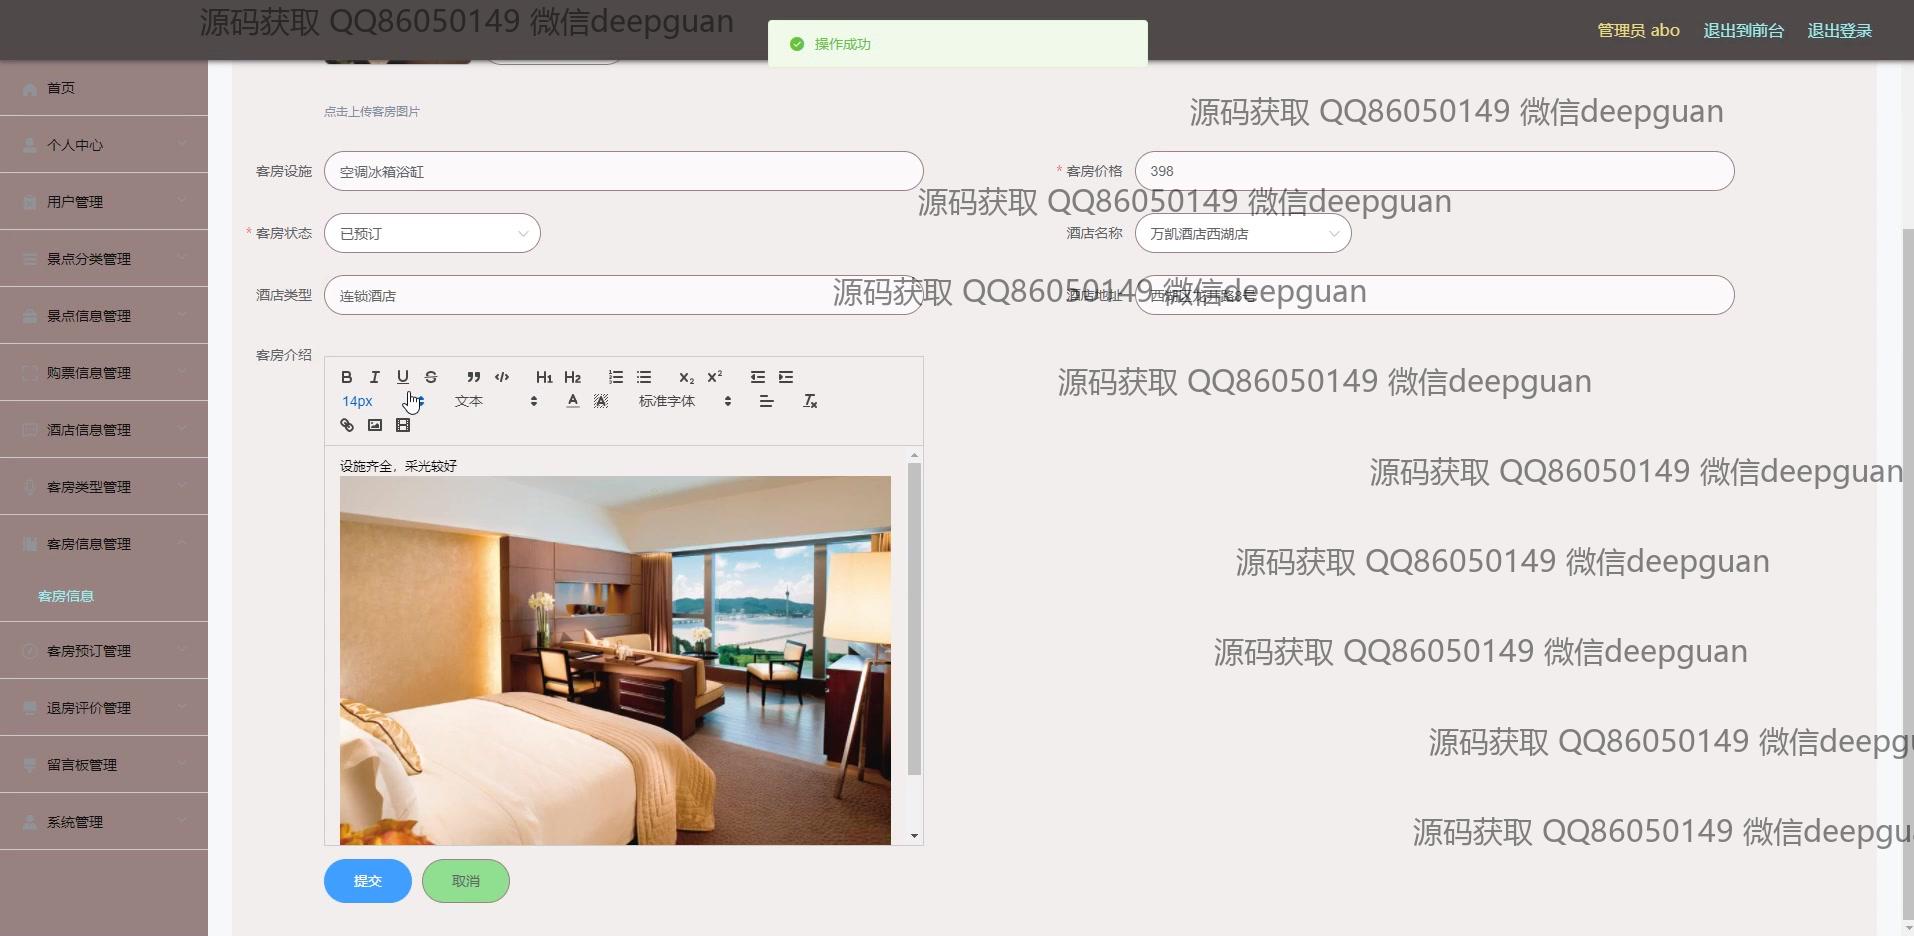 源码获取 QQ86050149 微信deepguan
操作成功
管理员 abo
退出到前台
退出登录
首页
个人中心
用户管理
景点分类管理
景点信息管理
购票信息管理
酒店信息管理
客房类型管理
客房信息管理
客房信息
客房预订管理
退房评价管理
留言板管理
系统管理
点击上传客房图片
源码获取 QQ86050149 微信deepguan
客房设施
空调冰箱浴缸
* 客房价格
398
源码获取 QQ86050149 微信deepguan
* 客房状态
已预订
酒店名称
万凯酒店西湖店
酒店类型
连锁酒店
源码获取 QQ86050149 微信deepguan
酒店地址
西湖区龙井路8号
客房介绍
B I U S H1 H2 X2 X2
14px 文本 A A 标准字体 Tx
源码获取 QQ86050149 微信deepguan
设施齐全，采光较好
源码获取 QQ86050149 微信deepguan
源码获取 QQ86050149 微信deepguan
源码获取 QQ86050149 微信deepguan
源码获取 QQ86050149 微信deepgu
源码获取 QQ86050149 微信deepgu
提交
取消